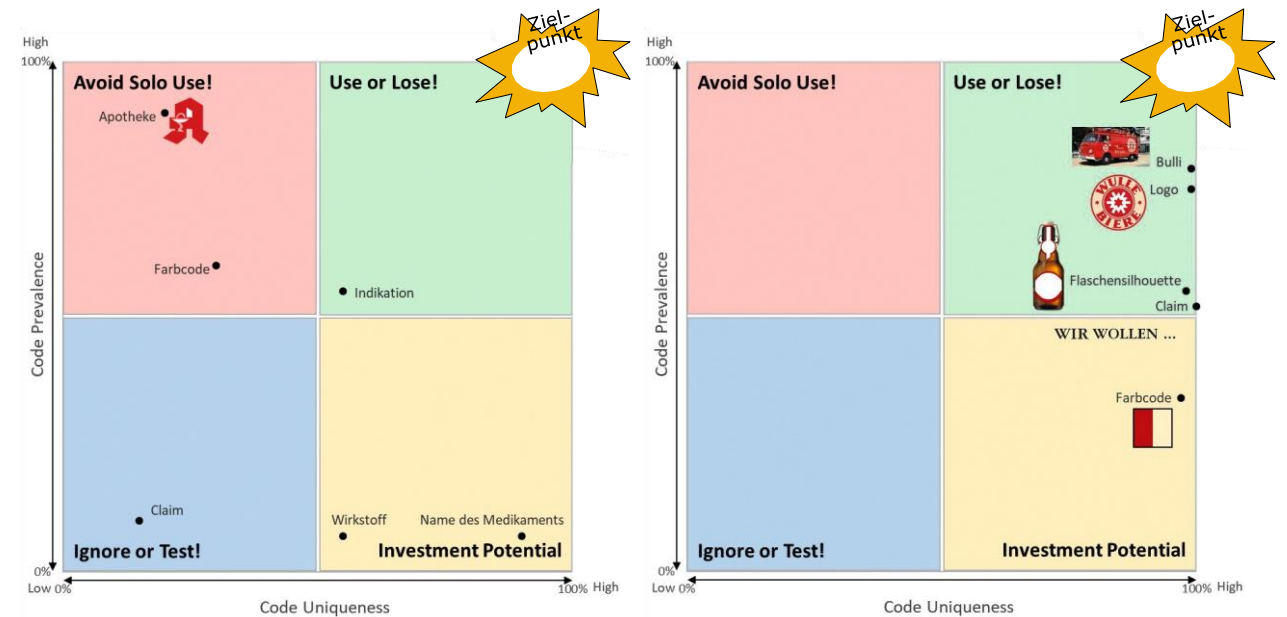 High
100%
Ziel-
punkt
Avoid Solo Use!
Use or Lose!
Apotheke
Farbcode
Indikation
Code Prevalence
Claim
Wirkstoff
Name des Medikaments
Ignore or Test!
Investment Potential
0%
Low 0%
100% High
Code Uniqueness
High
100%
Ziel-
punkt
Avoid Solo Use!
Use or Lose!
Bulli
Logo
WULLE
BIERE
Flaschensilhouette
Claim
Code Prevalence
WIR WOLLEN ...
Farbcode
Ignore or Test!
Investment Potential
0%
Low 0%
100% High
Code Uniqueness